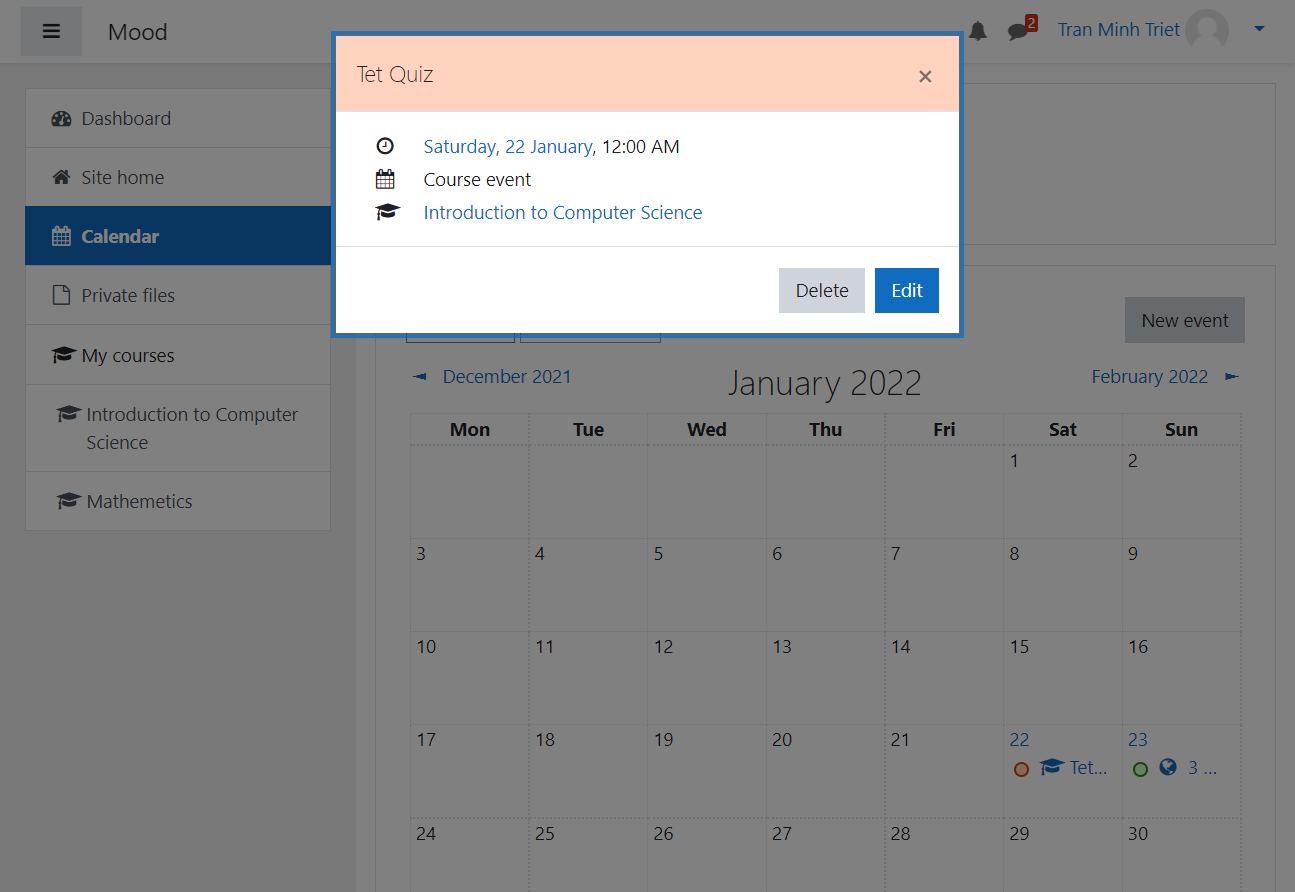 Mood
2
Tran Minh Triet
Tet Quiz
×
Saturday, 22 January, 12:00 AM
Course event
Introduction to Computer Science
Delete
Edit
Dashboard
Site home
Calendar
Private files
My courses
Introduction to Computer
Science
Mathemetics
New event
◄ December 2021
January 2022
February 2022 ►
Mon Tue Wed Thu Fri Sat Sun
1 2
3 4 5 6 7 8 9
10 11 12 13 14 15 16
17 18 19 20 21 22 23
Tet... 3 ...
24 25 26 27 28 29 30